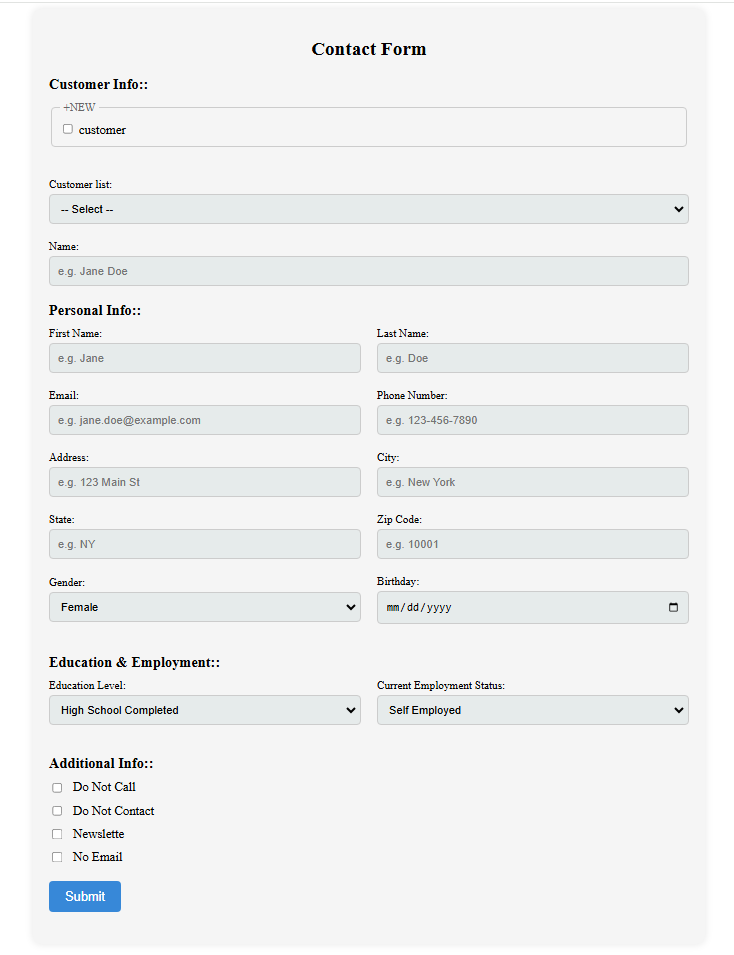 Contact Form
Customer Info::
+NEW
customer
Customer list:
-- Select --
Name:
e.g. Jane Doe
Personal Info::
First Name: Last Name:
e.g. Jane e.g. Doe
Email: Phone Number:
e.g. jane.doe@example.com e.g. 123-456-7890
Address: City:
e.g. 123 Main St e.g. New York
State: Zip Code:
e.g. NY e.g. 10001
Gender: Birthday:
Female mm/dd/yyyy
Education & Employment::
Education Level: Current Employment Status:
High School Completed Self Employed
Additional Info::
Do Not Call
Do Not Contact
Newslette
No Email
Submit